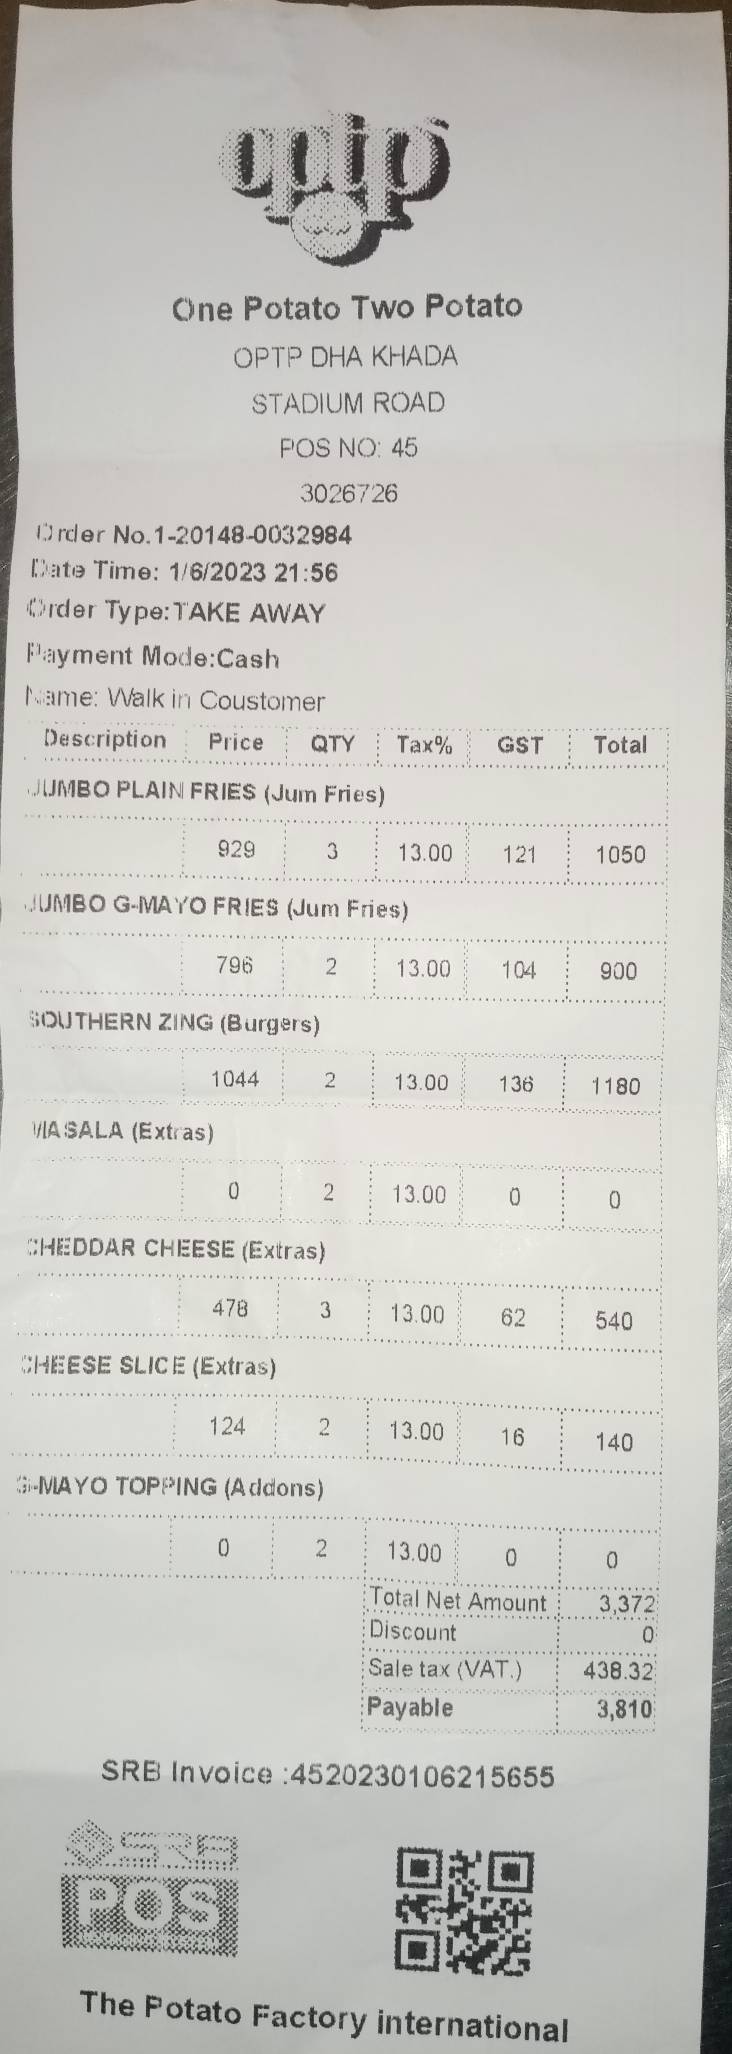 optp
One Potato Two Potato
OPTP DHA KHADA
STADIUM ROAD
POS NO: 45
3026726
Order No.1-20148-0032984
Date Time: 1/6/2023 21:56
Order Type:TAKE AWAY
Payment Mode:Cash
Name: Walk in Coustomer
Description Price QTY Tax% GST Total
JUMBO PLAIN FRIES (Jum Fries)
929 3 13.00 121 1050
JUMBO G-MAYO FRIES (Jum Fries)
796 2 13.00 104 900
SOUTHERN ZING (Burgers)
1044 2 13.00 136 1180
MASALA (Extras)
0 2 13.00 0 0
CHEDDAR CHEESE (Extras)
478 3 13.00 62 540
CHEESE SLICE (Extras)
124 2 13.00 16 140
G-MAYO TOPPING (Addons)
0 2 13.00 0 0
Total Net Amount 3,372
Discount 0
Sale tax (VAT.) 438.32
Payable 3,810
SRB Invoice :4520230106215655
SRB
POS
The Potato Factory international